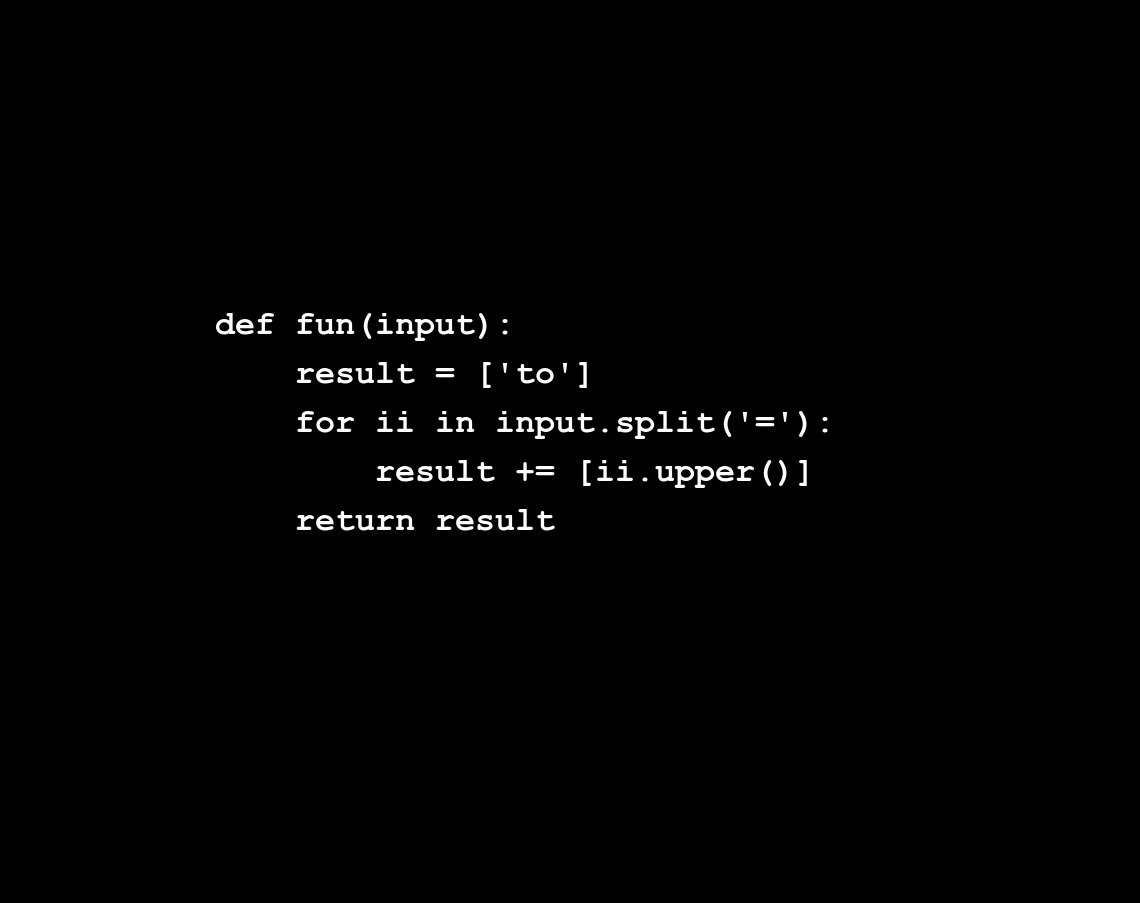 def fun(input):
    result = ['to']
    for ii in input.split('='):
        result += [ii.upper()]
    return result